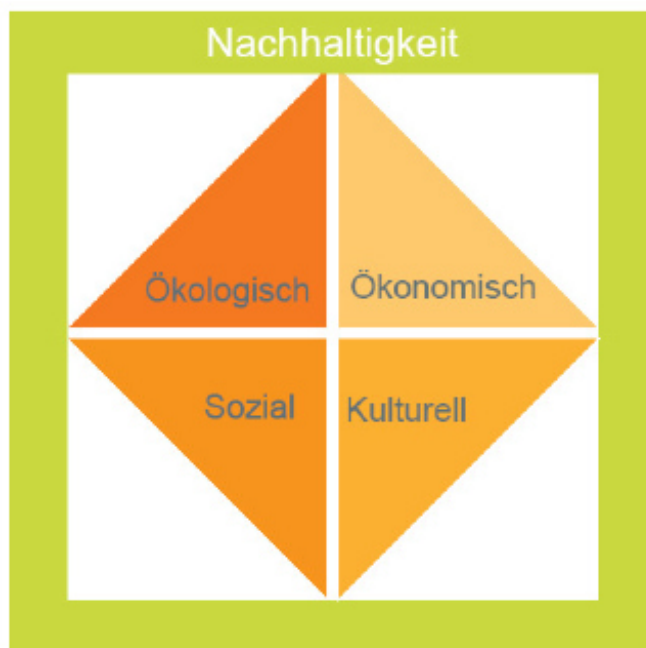 Nachhaltigkeit
Ökologisch
Ökonomisch
Sozial
Kulturell